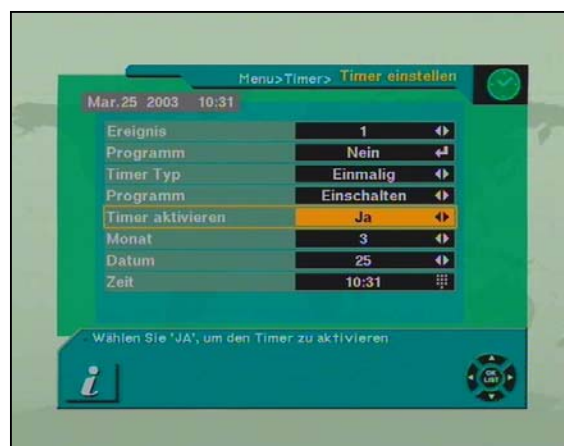 Menu>Timer> Timer einstellen
Mar.25 2003 10:31
Ereignis 1
Programm Nein
Timer Typ Einmalig
Programm Einschalten
Timer aktivieren Ja
Monat 3
Datum 25
Zeit 10:31
Wählen Sie 'JA', um den Timer zu aktivieren
i
OK
LIST